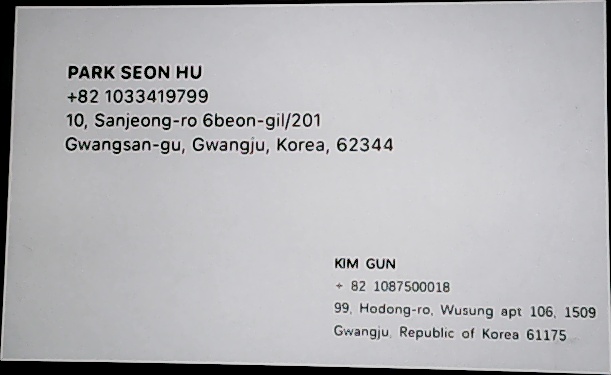 PARK SEON HU
+82 1033419799
10, Sanjeong-ro 6beon-gil/201
Gwangsan-gu, Gwangju, Korea, 62344
KIM GUN
+ 82 1087500018
99, Hodong-ro, Wusung apt 106, 1509
Gwangju, Republic of Korea 61175